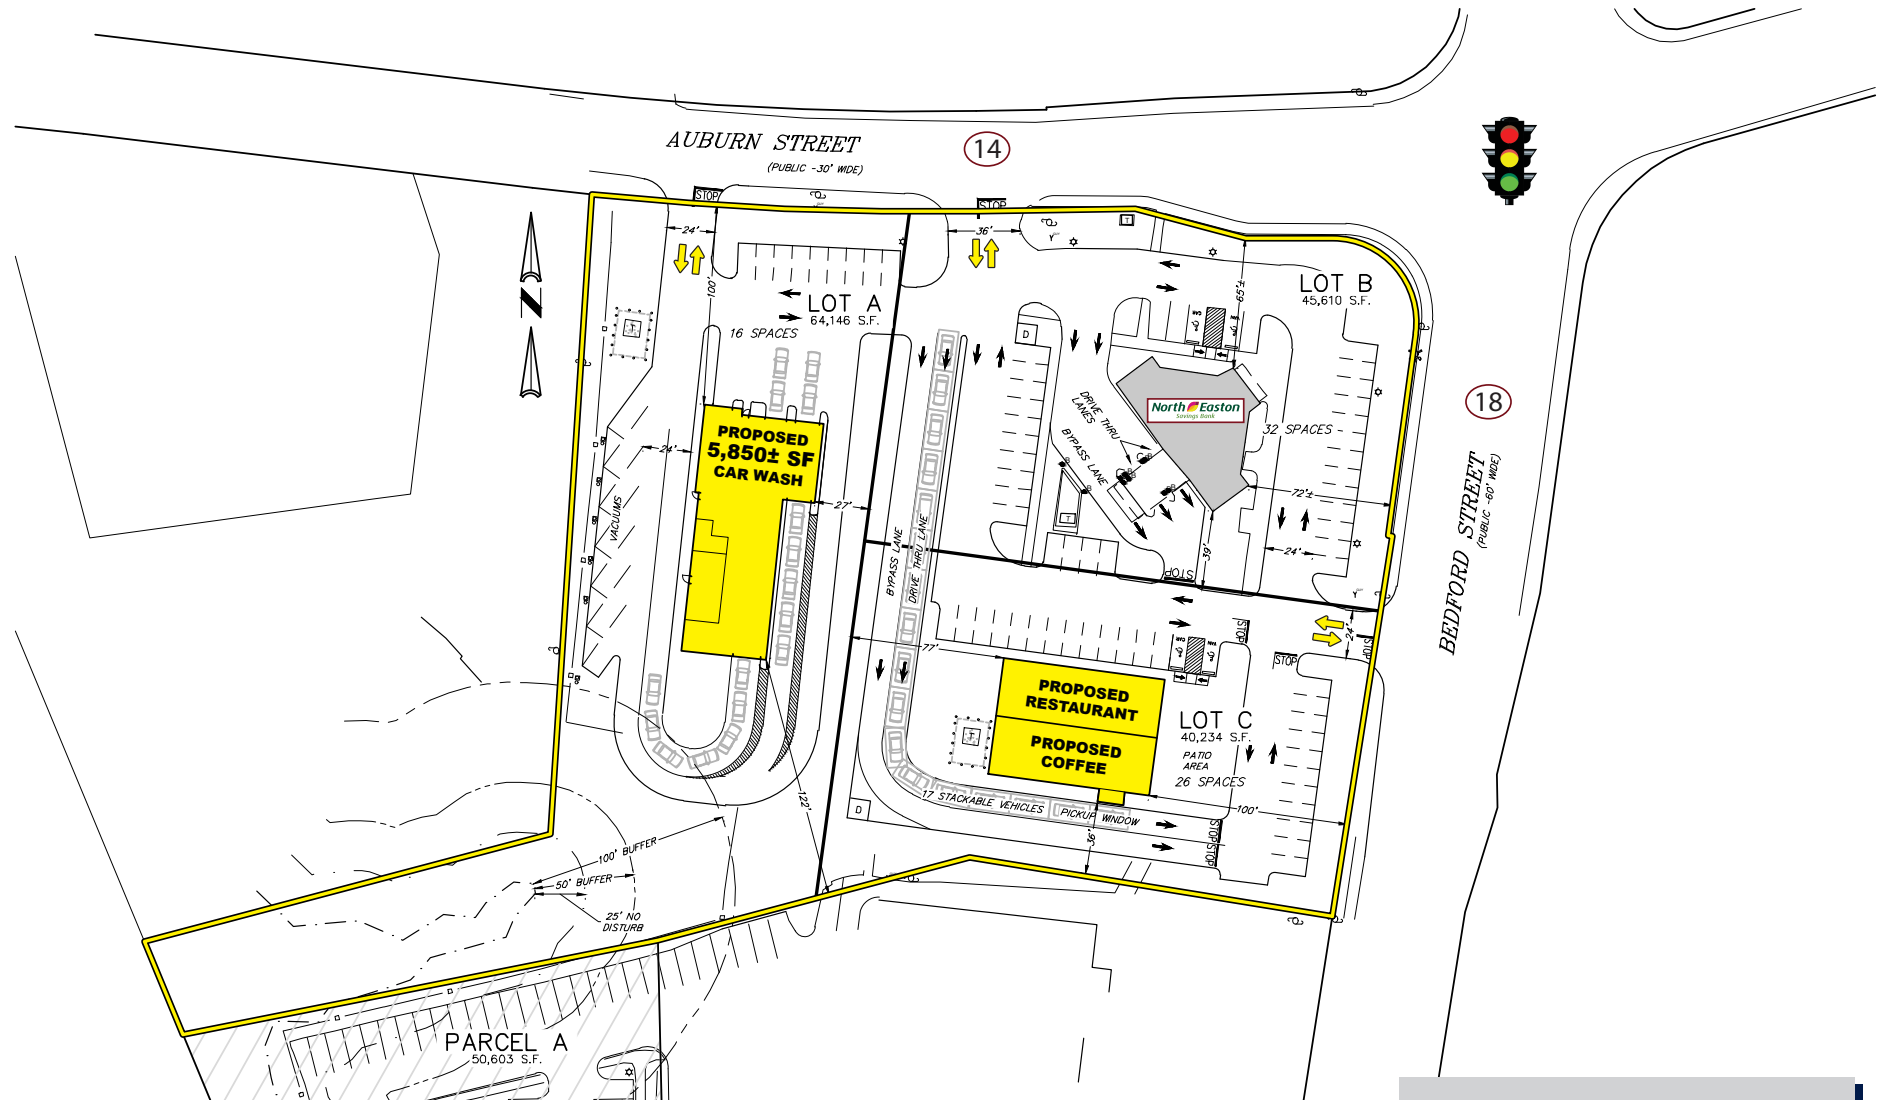 AUBURN STREET
(PUBLIC -30' WIDE)
14
STOP
STOP
24'
36'
T
100'
65'±
LOT B
45,610 S.F.
LOT A
64,146 S.F.
16 SPACES
T
D
18
North Easton
Savings Bank
DRIVE THRU
LANES
BYPASS LANE
32 SPACES
PROPOSED
5,850± SF
CAR WASH
24'
27'
72'±
VACUUMS
T
BYPASS LANE
DRIVE THRU LANE
39'
24'
STOP
BEDFORD STREET
(PUBLIC -60' WIDE)
24'
STOP
STOP
STOP
77'
PROPOSED
RESTAURANT
LOT C
40,234 S.F.
T
PROPOSED
COFFEE
PATIO
AREA
26 SPACES
17 STACKABLE VEHICLES
PICKUP WINDOW
100'
122'
D
36'
STOP
STOP
100' BUFFER
50' BUFFER
25' NO
DISTURB
PARCEL A
50,603 S.F.